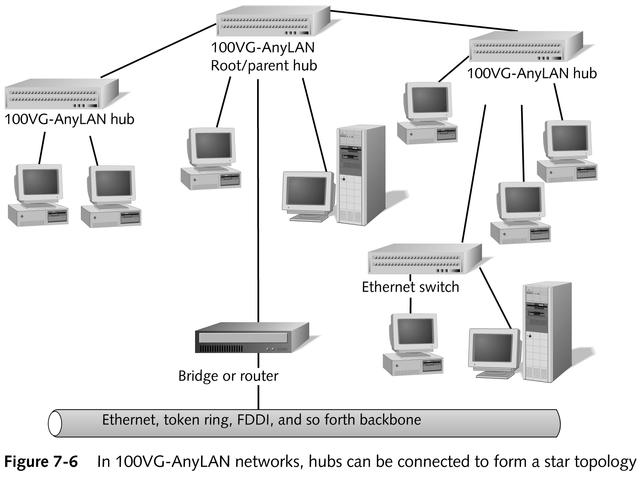 100VG-AnyLAN
Root/parent hub
100VG-AnyLAN hub
100VG-AnyLAN hub
Ethernet switch
Bridge or router
Ethernet, token ring, FDDI, and so forth backbone
Figure 7-6 In 100VG-AnyLAN networks, hubs can be connected to form a star topology